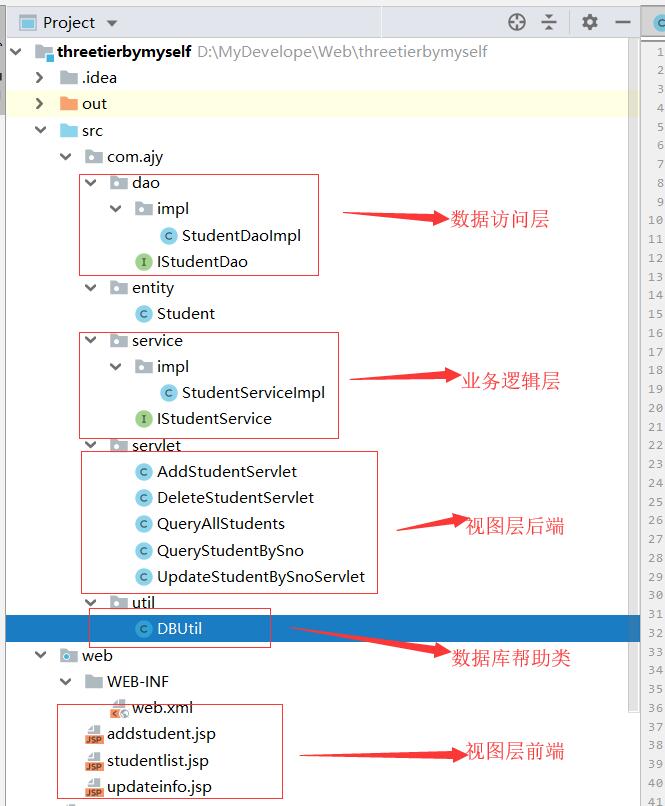 Project
threetierbymyself D:\MyDevelope\Web\threetierbymyself
.idea
out
src
com.ajy
dao
impl
数据访问层
StudentDaoImpl
IStudentDao
entity
Student
service
impl
业务逻辑层
StudentServiceImpl
IStudentService
servlet
AddStudentServlet
DeleteStudentServlet
QueryAllStudents
视图层后端
QueryStudentBySno
UpdateStudentBySnoServlet
util
DBUtil
web
数据库帮助类
WEB-INF
web.xml
addstudent.jsp
视图层前端
studentlist.jsp
updateinfo.jsp
1
2
3
4
5
6
7
8
9
10
11
12
13
14
15
16
17
18
19
20
21
22
23
24
25
26
27
28
29
30
31
32
33
34
35
36
37
38
39
40
41